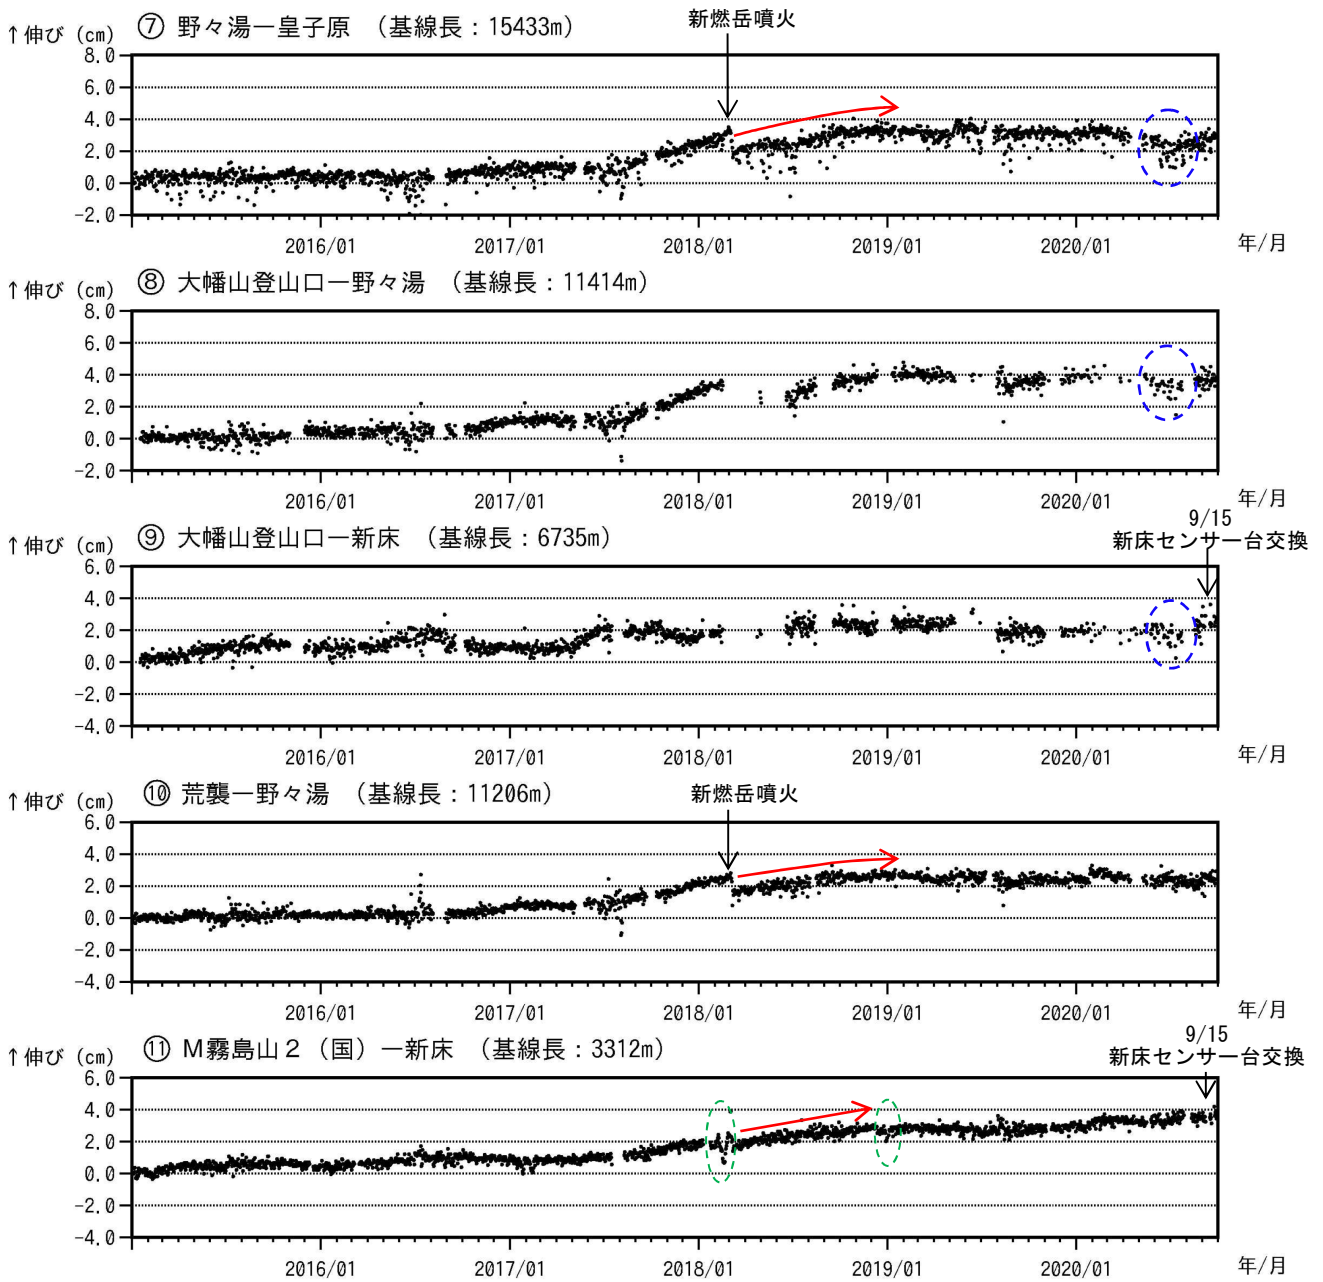 ⑦ 野々湯ー皇子原 （基線長：15433m）
新燃岳噴火
↑伸び (cm)
8.0
6.0
4.0
2.0
0.0
-2.0
2016/01 2017/01 2018/01 2019/01 2020/01 年/月
⑧ 大幡山登山口ー野々湯 （基線長：11414m）
↑伸び (cm)
8.0
6.0
4.0
2.0
0.0
-2.0
2016/01 2017/01 2018/01 2019/01 2020/01 年/月
⑨ 大幡山登山口ー新床 （基線長：6735m）
9/15
新床センサー台交換
↑伸び (cm)
6.0
4.0
2.0
0.0
-2.0
-4.0
2016/01 2017/01 2018/01 2019/01 2020/01 年/月
⑩ 荒襲ー野々湯 （基線長：11206m）
新燃岳噴火
↑伸び (cm)
6.0
4.0
2.0
0.0
-2.0
-4.0
2016/01 2017/01 2018/01 2019/01 2020/01 年/月
⑪ M霧島山２（国）ー新床 （基線長：3312m）
9/15
新床センサー台交換
↑伸び (cm)
6.0
4.0
2.0
0.0
-2.0
-4.0
2016/01 2017/01 2018/01 2019/01 2020/01 年/月